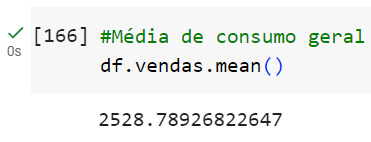 [166] #Média de consumo geral
0s
df.vendas.mean()
2528.78926822647